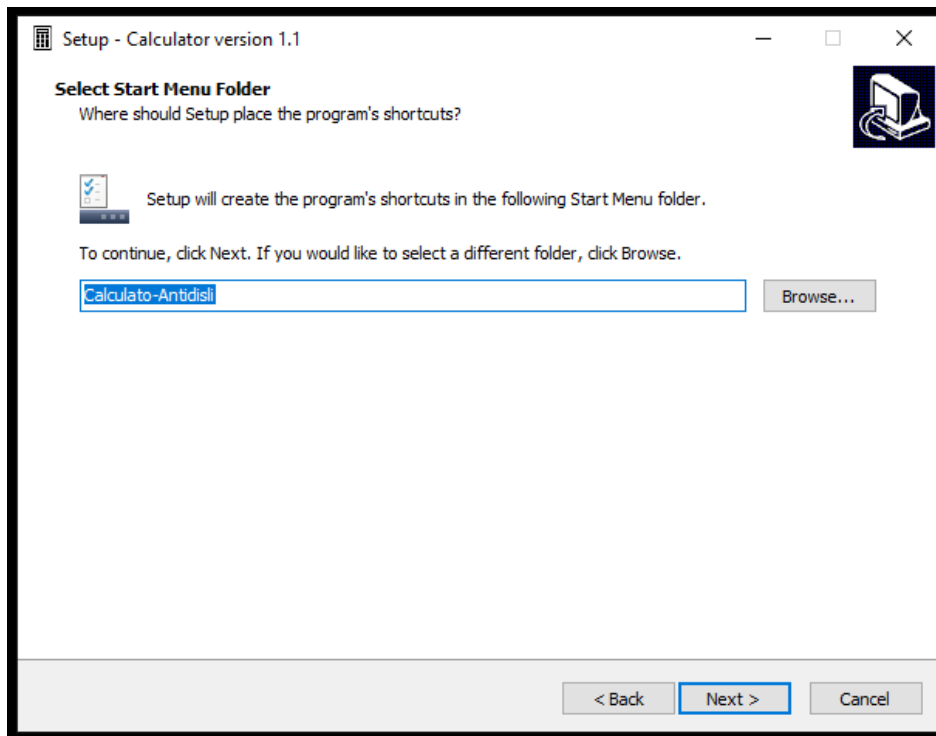 Setup - Calculator version 1.1
Select Start Menu Folder
Where should Setup place the program's shortcuts?
Setup will create the program's shortcuts in the following Start Menu folder.
To continue, click Next. If you would like to select a different folder, click Browse.
Calculato-Antidisli
Browse...
< Back
Next >
Cancel